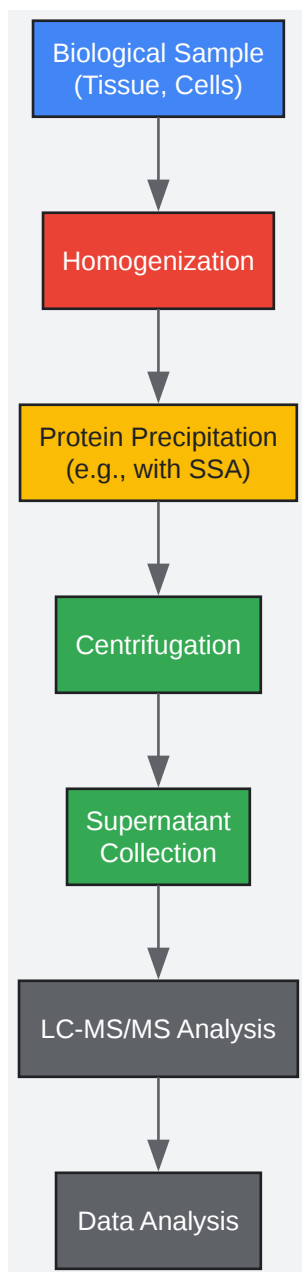 Biological Sample
(Tissue, Cells)
Homogenization
Protein Precipitation
(e.g., with SSA)
Centrifugation
Supernatant
Collection
LC-MS/MS Analysis
Data Analysis